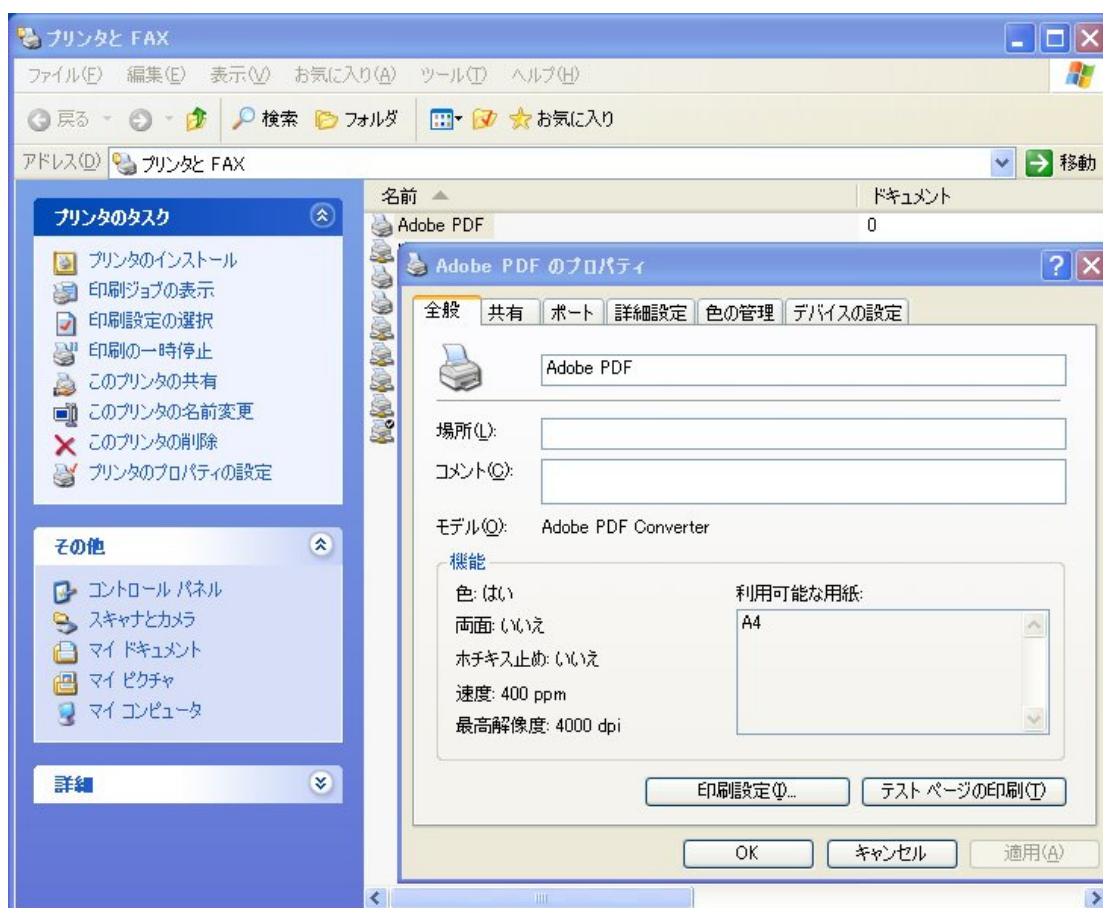 プリンタと FAX
ファイル(F) 編集(E) 表示(V) お気に入り(A) ツール(T) ヘルプ(H)
戻る 検索 フォルダ お気に入り
アドレス(D) プリンタと FAX 移動
プリンタのタスク
プリンタのインストール
印刷ジョブの表示
印刷設定の選択
印刷の一時停止
このプリンタの共有
このプリンタの名前変更
このプリンタの削除
プリンタのプロパティの設定
その他
コントロール パネル
スキャナとカメラ
マイ ドキュメント
マイ ピクチャ
マイ コンピュータ
詳細
名前 ドキュメント
Adobe PDF 0
Adobe PDF のプロパティ
全般 共有 ポート 詳細設定 色の管理 デバイスの設定
Adobe PDF
場所(L):
コメント(C):
モデル(O): Adobe PDF Converter
機能
色: はい 利用可能な用紙:
両面: いいえ A4
ホチキス止め: いいえ
速度: 400 ppm
最高解像度: 4000 dpi
印刷設定(I)... テスト ページの印刷(T)
OK キャンセル 適用(A)